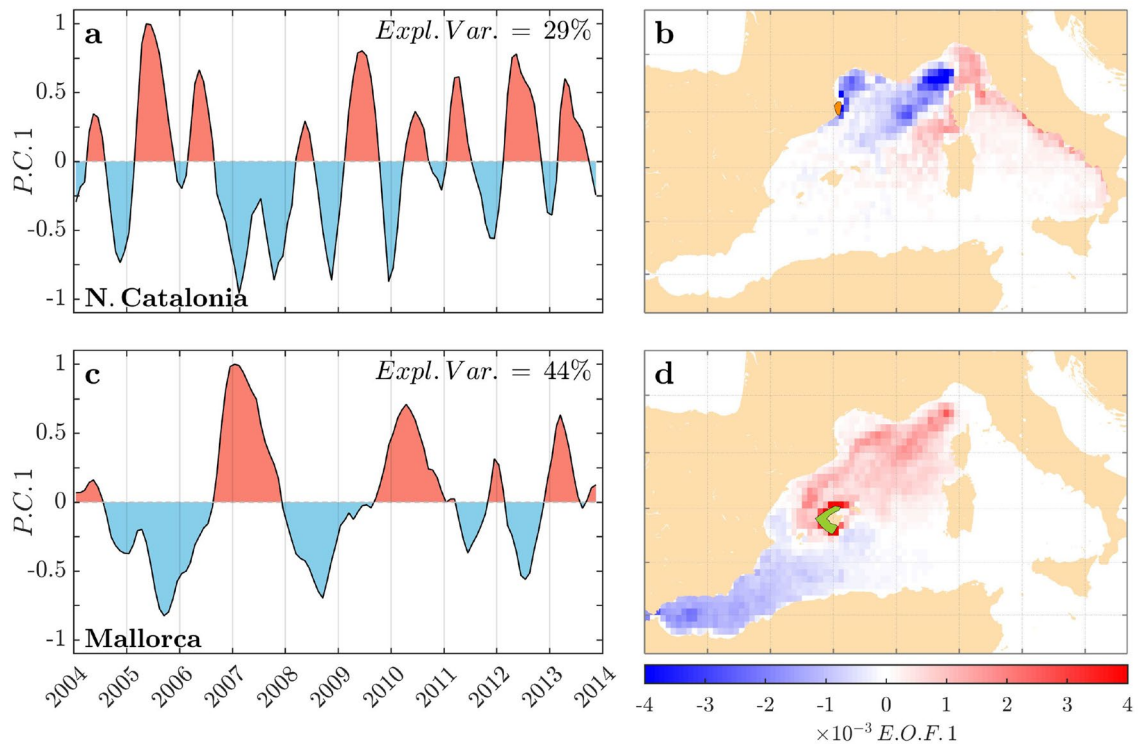 a
Expl.Var. = 29%
1
0.5
0
-0.5
-1
P.C.1
N. Catalonia
b
c
Expl.Var. = 44%
1
0.5
0
-0.5
-1
P.C.1
Mallorca
2004 2005 2006 2007 2008 2009 2010 2011 2012 2013 2014
d
-4 -3 -2 -1 0 1 2 3 4
×10⁻³ E.O.F.1